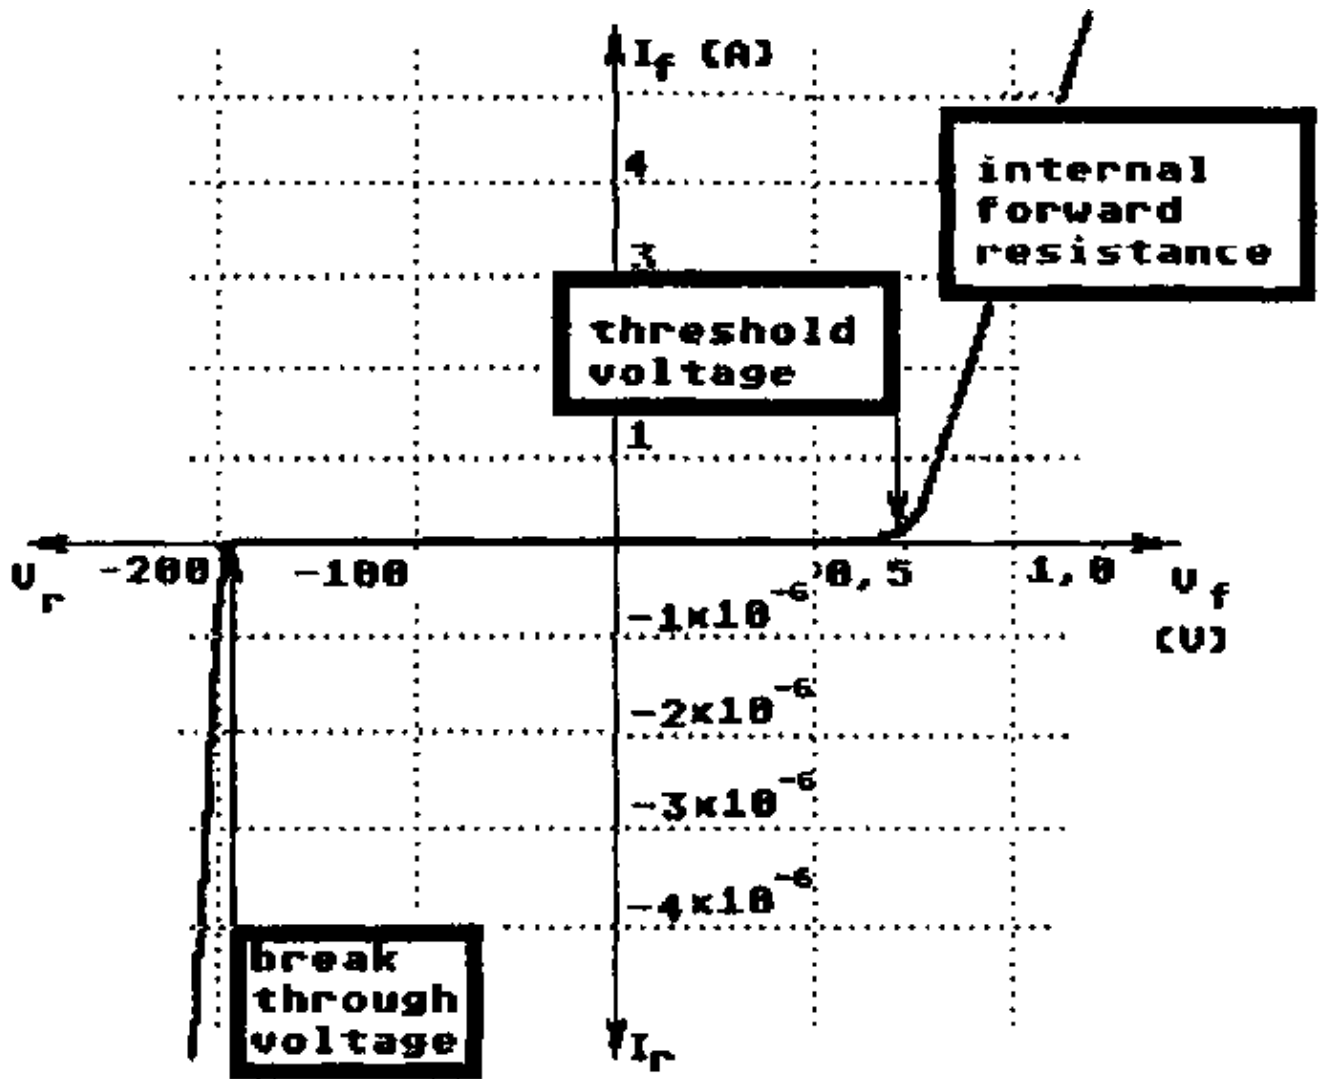 I_f (A)
4
internal
forward
resistance
3
threshold
voltage
1
-200
-100
0,5
1,0
V_r
V_f
(V)
-1x10^-6
-2x10^-6
-3x10^-6
-4x10^-6
break
through
voltage
I_r